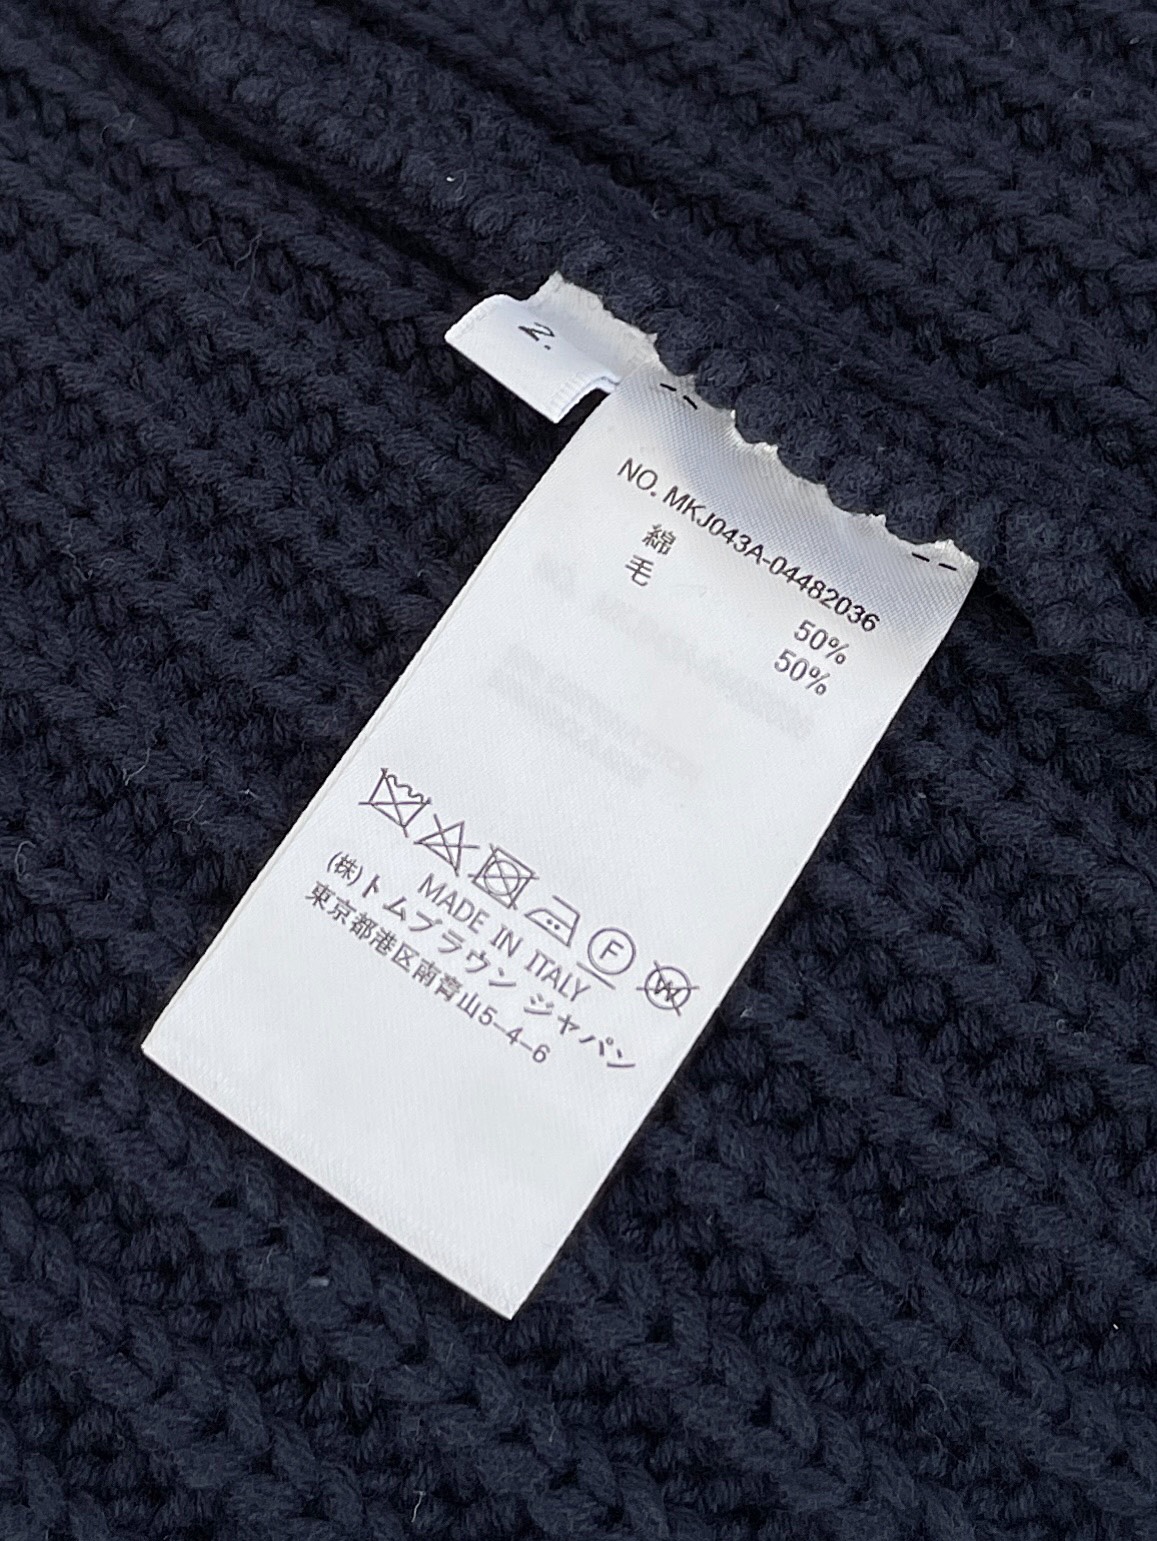 2.
NO. MKJ043A-04482036
綿 50%
毛 50%
F W
MADE IN ITALY
(株)トムブラウン ジャパン
東京都港区南青山5-4-6